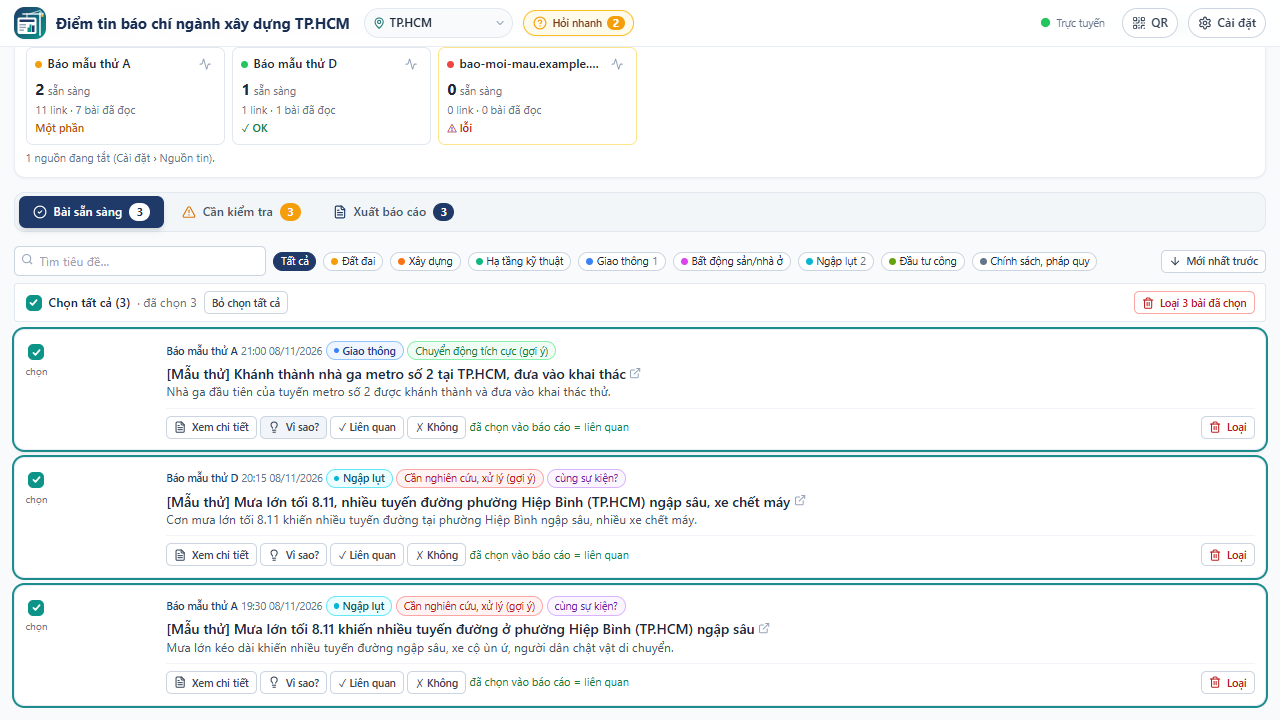 Điểm tin báo chí ngành xây dựng TP.HCM
TP.HCM
Hỏi nhanh 2
Trực tuyến
QR
Cài đặt
Báo mẫu thử A
2 sẵn sàng
11 link · 7 bài đã đọc
Một phần
Báo mẫu thử D
1 sẵn sàng
1 link · 1 bài đã đọc
✓ OK
bao-moi-mau.example....
0 sẵn sàng
0 link · 0 bài đã đọc
lỗi
1 nguồn đang tắt (Cài đặt › Nguồn tin).
Bài sẵn sàng 3
Cần kiểm tra 3
Xuất báo cáo 3
Tìm tiêu đề...
Tất cả
Đất đai
Xây dựng
Hạ tầng kỹ thuật
Giao thông 1
Bất động sản/nhà ở
Ngập lụt 2
Đầu tư công
Chính sách, pháp quy
↓ Mới nhất trước
Chọn tất cả (3) · đã chọn 3
Bỏ chọn tất cả
Loại 3 bài đã chọn
chọn
Báo mẫu thử A 21:00 08/11/2026 Giao thông Chuyển động tích cực (gợi ý)
[Mẫu thử] Khánh thành nhà ga metro số 2 tại TP.HCM, đưa vào khai thác
Nhà ga đầu tiên của tuyến metro số 2 được khánh thành và đưa vào khai thác thử.
Xem chi tiết Vì sao? ✓ Liên quan ✗ Không đã chọn vào báo cáo = liên quan
Loại
chọn
Báo mẫu thử D 20:15 08/11/2026 Ngập lụt Cần nghiên cứu, xử lý (gợi ý) cùng sự kiện?
[Mẫu thử] Mưa lớn tối 8.11, nhiều tuyến đường phường Hiệp Bình (TP.HCM) ngập sâu, xe chết máy
Cơn mưa lớn tối 8.11 khiến nhiều tuyến đường tại phường Hiệp Bình ngập sâu, nhiều xe chết máy.
Xem chi tiết Vì sao? ✓ Liên quan ✗ Không đã chọn vào báo cáo = liên quan
Loại
chọn
Báo mẫu thử A 19:30 08/11/2026 Ngập lụt Cần nghiên cứu, xử lý (gợi ý) cùng sự kiện?
[Mẫu thử] Mưa lớn tối 8.11 khiến nhiều tuyến đường ở phường Hiệp Bình (TP.HCM) ngập sâu
Mưa lớn kéo dài khiến nhiều tuyến đường ngập sâu, xe cộ ùn ứ, người dân chật vật di chuyển.
Xem chi tiết Vì sao? ✓ Liên quan ✗ Không đã chọn vào báo cáo = liên quan
Loại